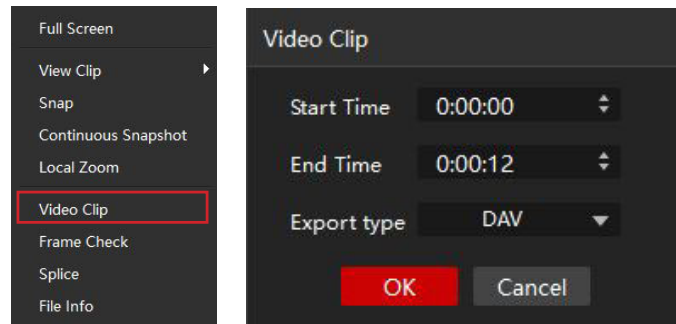 Full Screen
View Clip
Snap
Continuous Snapshot
Local Zoom
Video Clip
Frame Check
Splice
File Info
Video Clip
Start Time 0:00:00
End Time 0:00:12
Export type DAV
OK Cancel